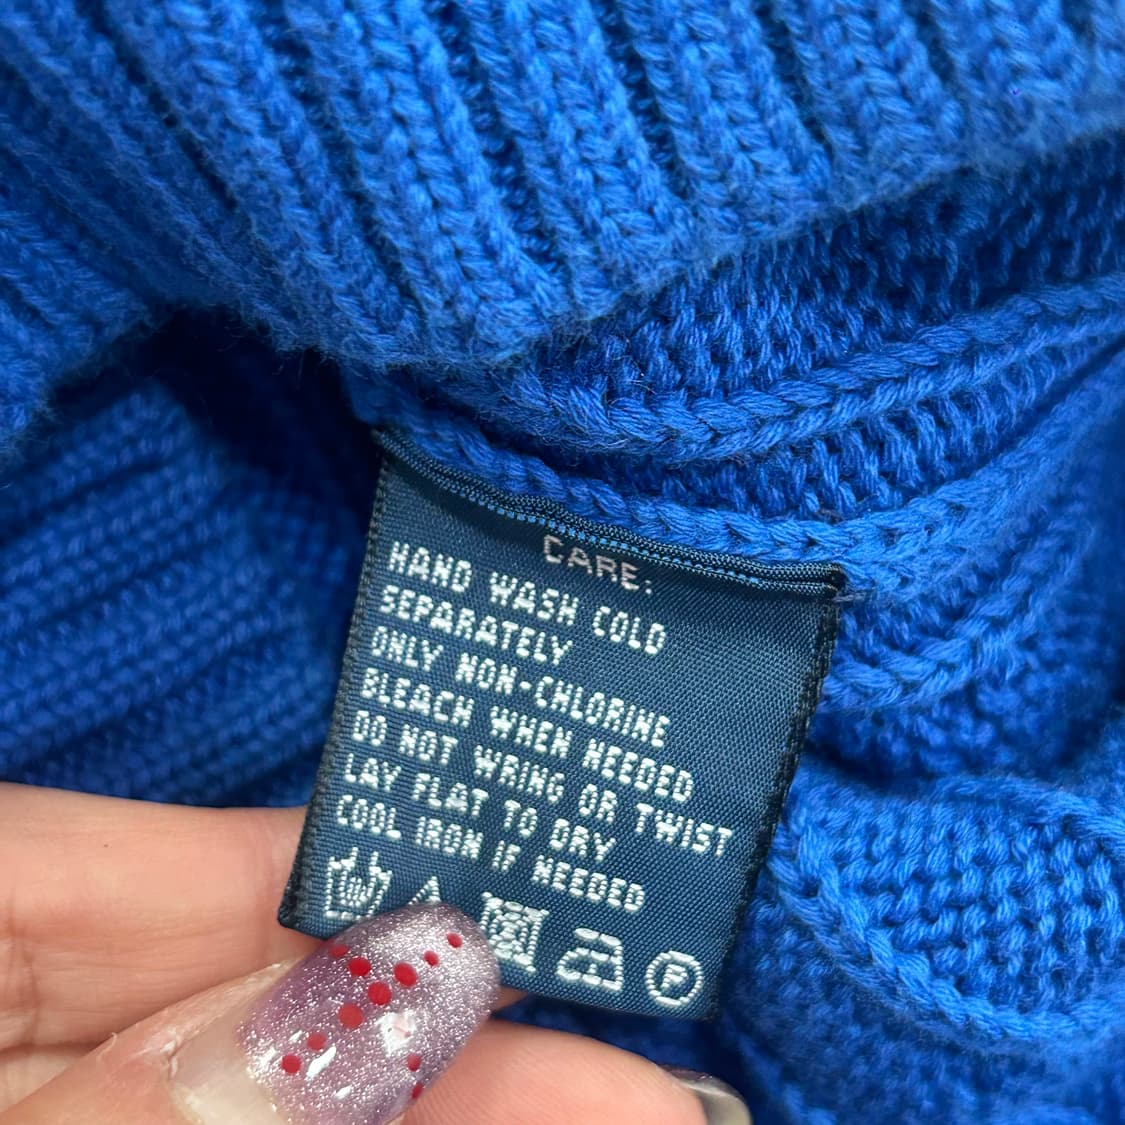 CARE:
HAND WASH COLD
SEPARATELY
ONLY NON-CHLORINE
BLEACH WHEN NEEDED
DO NOT WRING OR TWIST
LAY FLAT TO DRY
COOL IRON IF NEEDED
P